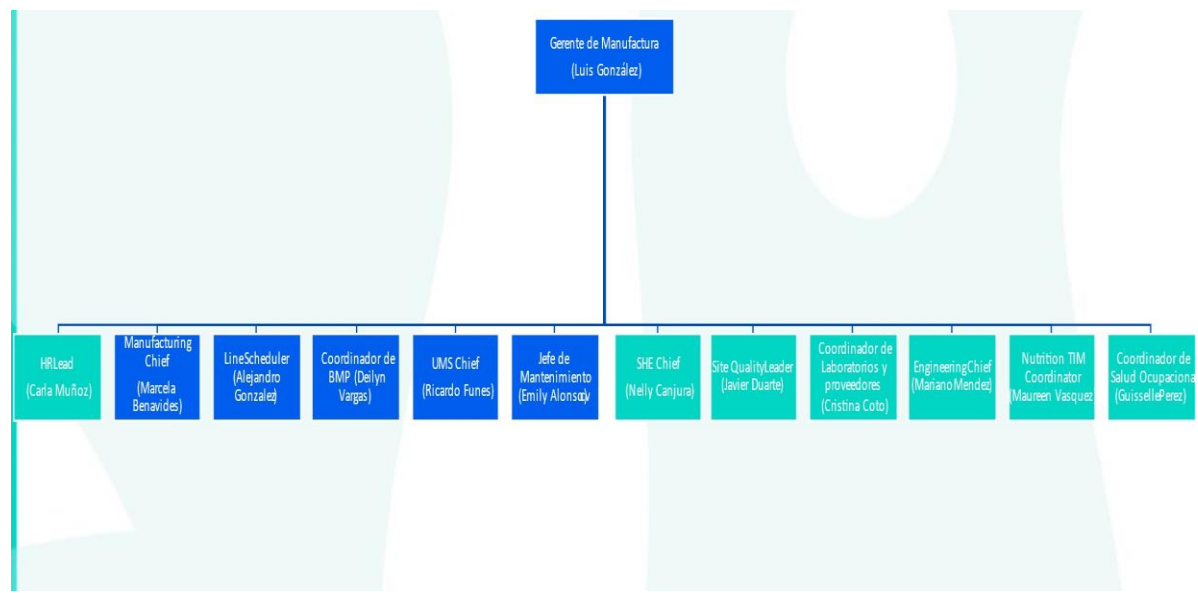 Gerente de Manufactura
(Luis González)
HRLead
(Carla Muñoz)
Manufacturing
Chief
(Marcela
Benavides)
LineScheduler
(Alejandro
Gonzalez)
Coordinador de
BMP (Deilyn
Vargas)
UMS Chief
(Ricardo Funes)
Jefe de
Mantenimiento
SHE Chief
(Nelly Canjura)
Site QualityLeader
(Javier Duarte)
Coordinador de
Laboratorios y
proveedores
(Cristina Coto)
EngineeringChief
(Mariano Mendez)
Nutrition TIM
Coordinator
(Maureen Vasquez
Coordinador de
Salud Ocupaciona
(GuissellePerez)